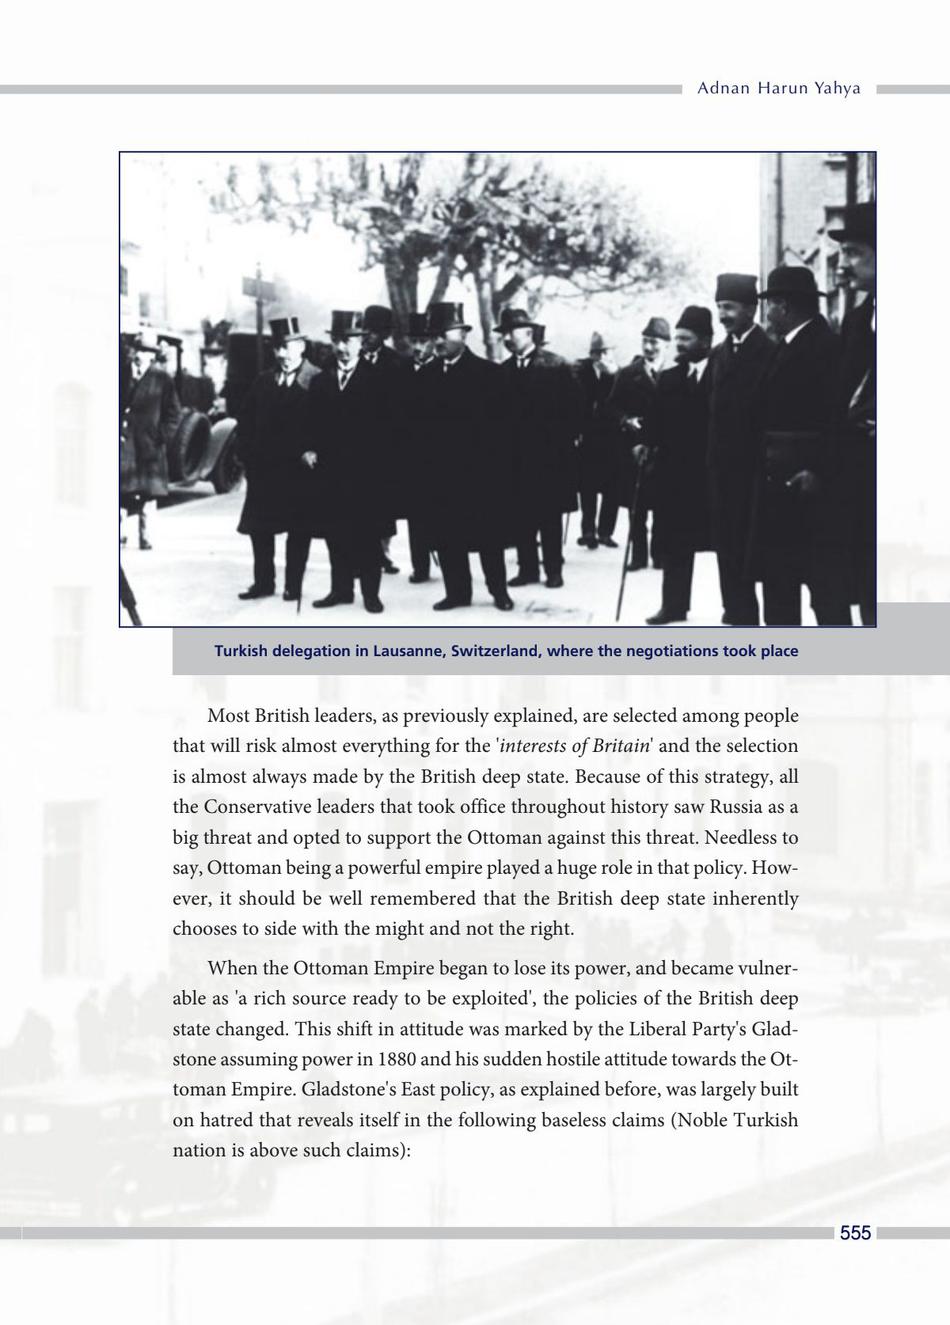 Adnan Harun Yahya
Turkish delegation in Lausanne, Switzerland, where the negotiations took place
Most British leaders, as previously explained, are selected among people
that will risk almost everything for the 'interests of Britain' and the selection
is almost always made by the British deep state. Because of this strategy, all
the Conservative leaders that took office throughout history saw Russia as a
big threat and opted to support the Ottoman against this threat. Needless to
say, Ottoman being a powerful empire played a huge role in that policy. How-
ever, it should be well remembered that the British deep state inherently
chooses to side with the might and not the right.
When the Ottoman Empire began to lose its power, and became vulner-
able as 'a rich source ready to be exploited', the policies of the British deep
state changed. This shift in attitude was marked by the Liberal Party's Glad-
stone assuming power in 1880 and his sudden hostile attitude towards the Ot-
toman Empire. Gladstone's East policy, as explained before, was largely built
on hatred that reveals itself in the following baseless claims (Noble Turkish
nation is above such claims):
555